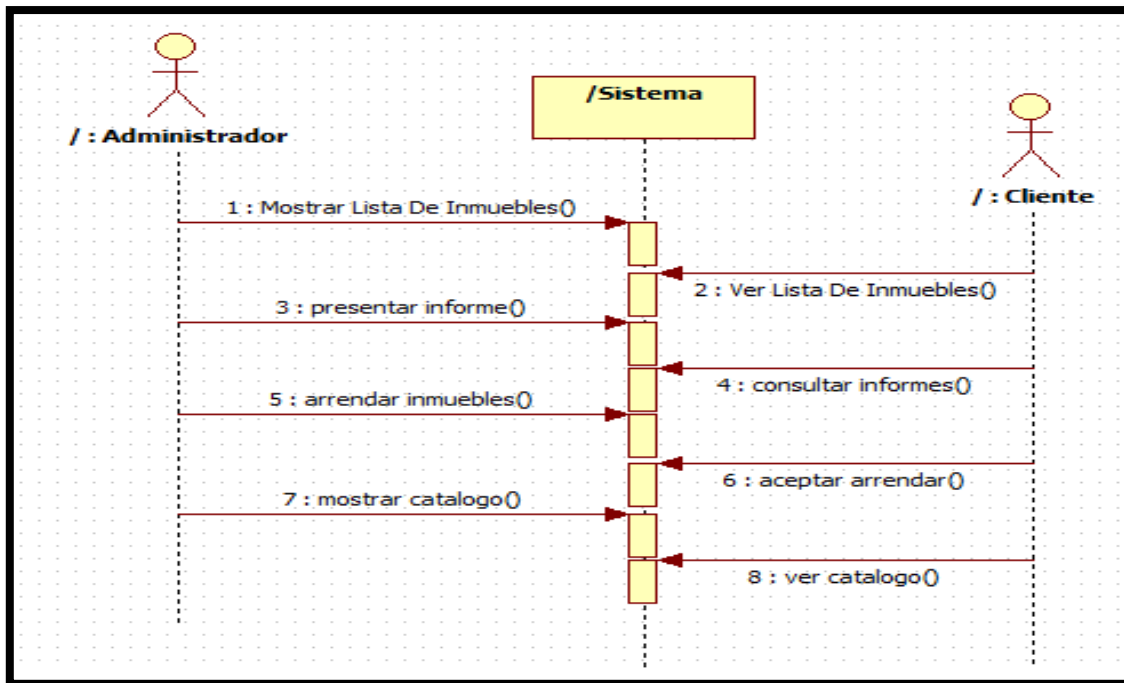 /Sistema
/ : Administrador
/ : Cliente
1 : Mostrar Lista De Inmuebles()
2 : Ver Lista De Inmuebles()
3 : presentar informe()
4 : consultar informes()
5 : arrendar inmuebles()
6 : aceptar arrendar()
7 : mostrar catalogo()
8 : ver catalogo()